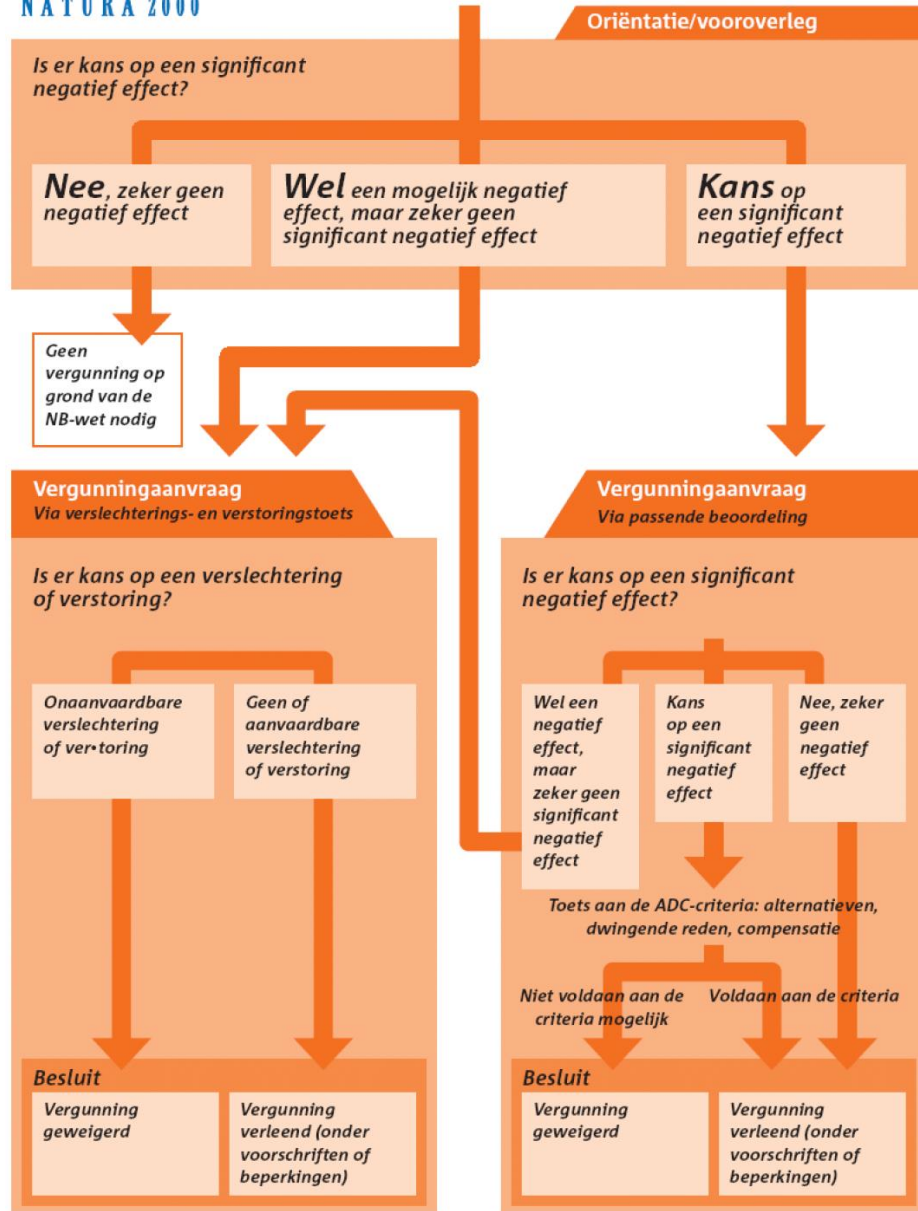 NATURA 2000
Oriëntatie/vooroverleg
Is er kans op een significant
negatief effect?
Nee, zeker geen
negatief effect
Wel een mogelijk negatief
effect, maar zeker geen
significant negatief effect
Kans op
een significant
negatief effect
Geen
vergunning op
grond van de
NB-wet nodig
Vergunningaanvraag
Via verslechterings- en verstoringstoets
Is er kans op een verslechtering
of verstoring?
Onaanvaardbare
verslechtering
of ver•toring
Geen of
aanvaardbare
verslechtering
of verstoring
Besluit
Vergunning
geweigerd
Vergunning
verleend (onder
voorschriften of
beperkingen)
Vergunningaanvraag
Via passende beoordeling
Is er kans op een significant
negatief effect?
Wel een
negatief
effect,
maar
zeker geen
significant
negatief
effect
Kans
op een
significant
negatief
effect
Nee, zeker
geen
negatief
effect
Toets aan de ADC-criteria: alternatieven,
dwingende reden, compensatie
Niet voldaan aan de
criteria mogelijk
Voldaan aan de criteria
Besluit
Vergunning
geweigerd
Vergunning
verleend (onder
voorschriften of
beperkingen)